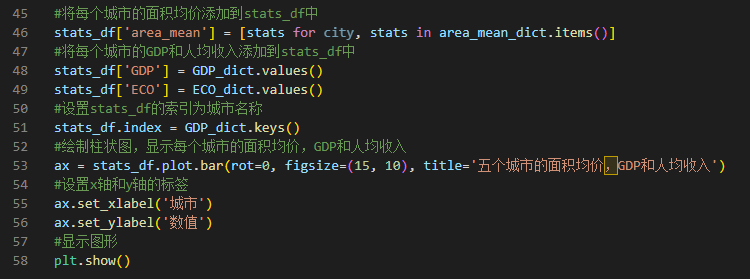 45 #将每个城市的面积均价添加到stats_df中
46 stats_df['area_mean'] = [stats for city, stats in area_mean_dict.items()]
47 #将每个城市的GDP和人均收入添加到stats_df中
48 stats_df['GDP'] = GDP_dict.values()
49 stats_df['ECO'] = ECO_dict.values()
50 #设置stats_df的索引为城市名称
51 stats_df.index = GDP_dict.keys()
52 #绘制柱状图，显示每个城市的面积均价，GDP和人均收入
53 ax = stats_df.plot.bar(rot=0, figsize=(15, 10), title='五个城市的面积均价，GDP和人均收入')
54 #设置x轴和y轴的标签
55 ax.set_xlabel('城市')
56 ax.set_ylabel('数值')
57 #显示图形
58 plt.show()